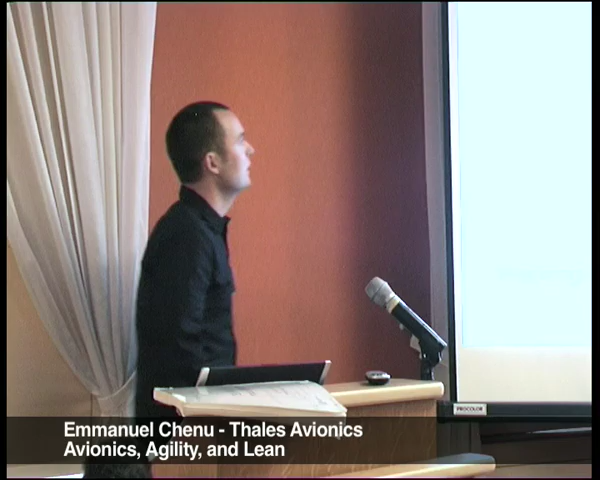 PROCOLOR
Emmanuel Chenu - Thales Avionics
Avionics, Agility, and Lean